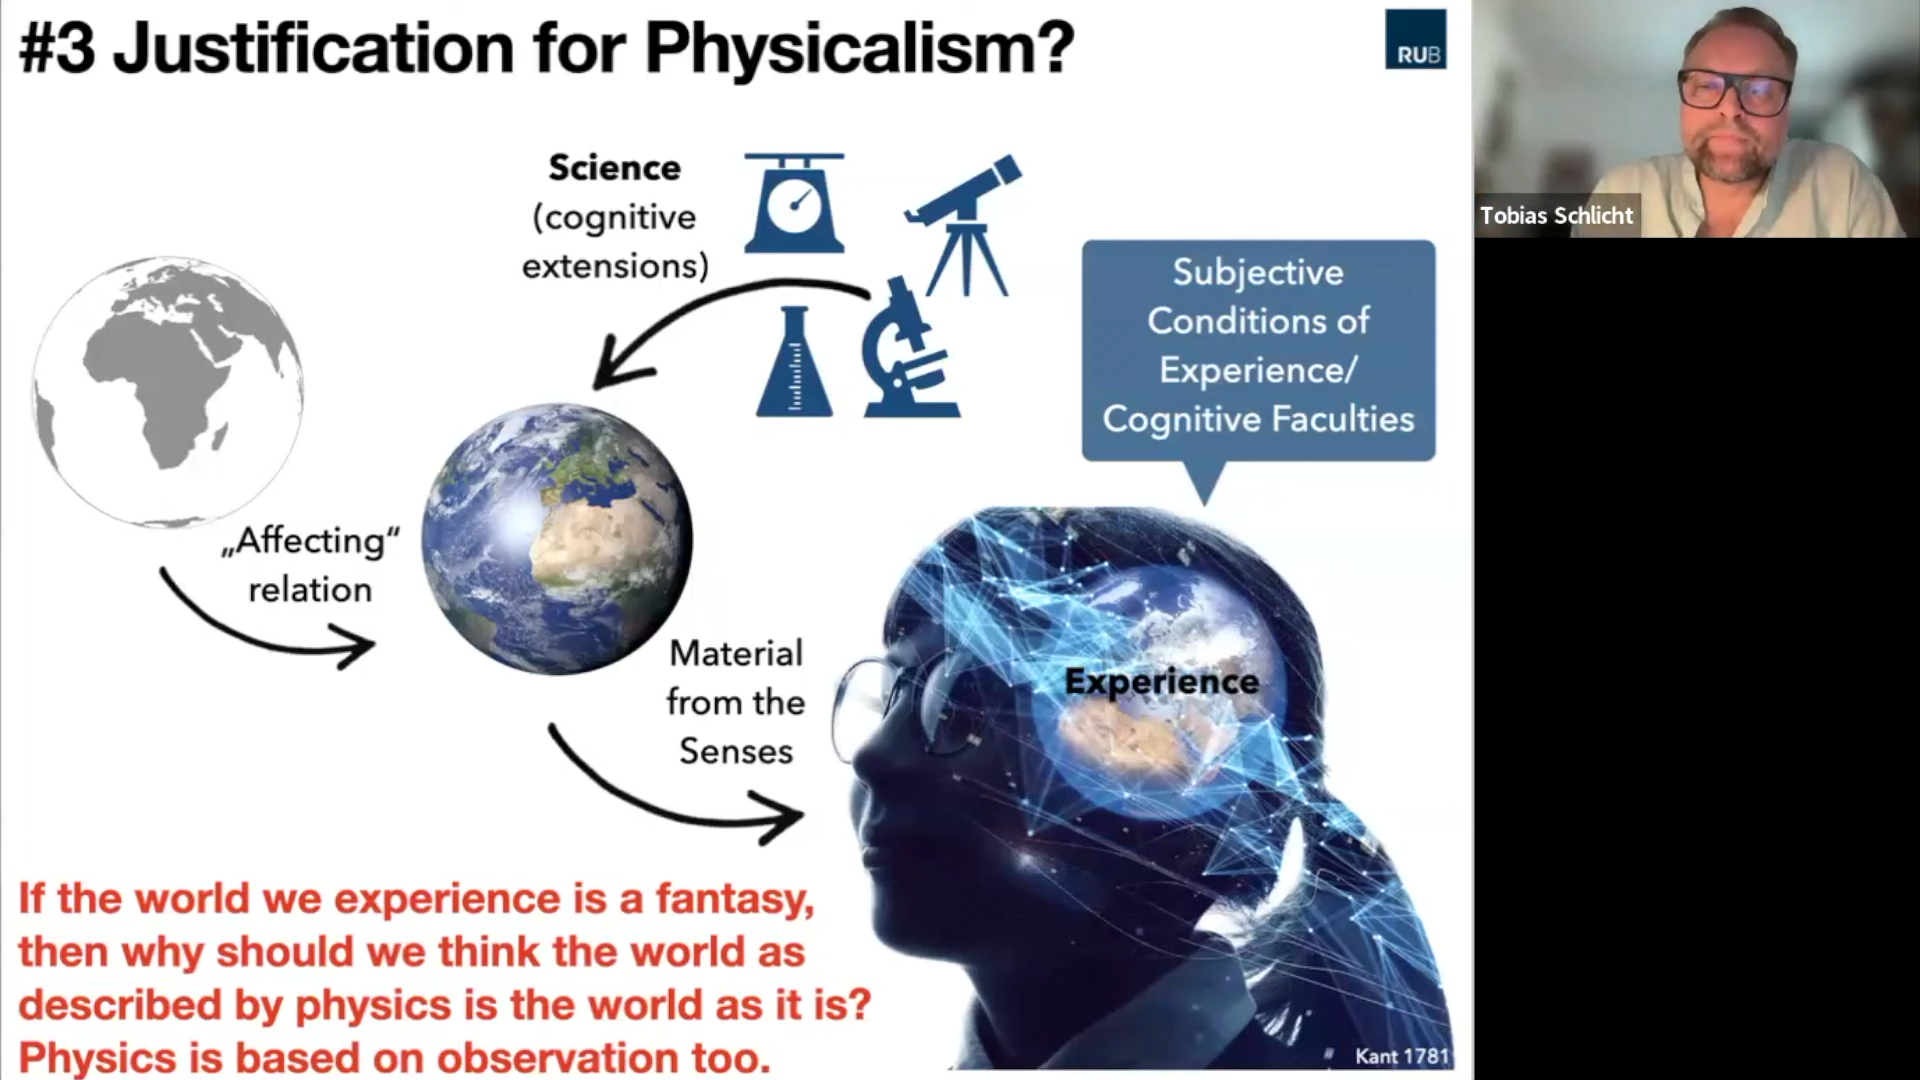 #3 Justification for Physicalism?
RUB
Tobias Schlicht
Science
(cognitive
extensions)
Subjective
Conditions of
Experience/
Cognitive Faculties
„Affecting“
relation
Material
from the
Senses
Experience
If the world we experience is a fantasy,
then why should we think the world as
described by physics is the world as it is?
Physics is based on observation too.
Kant 1781